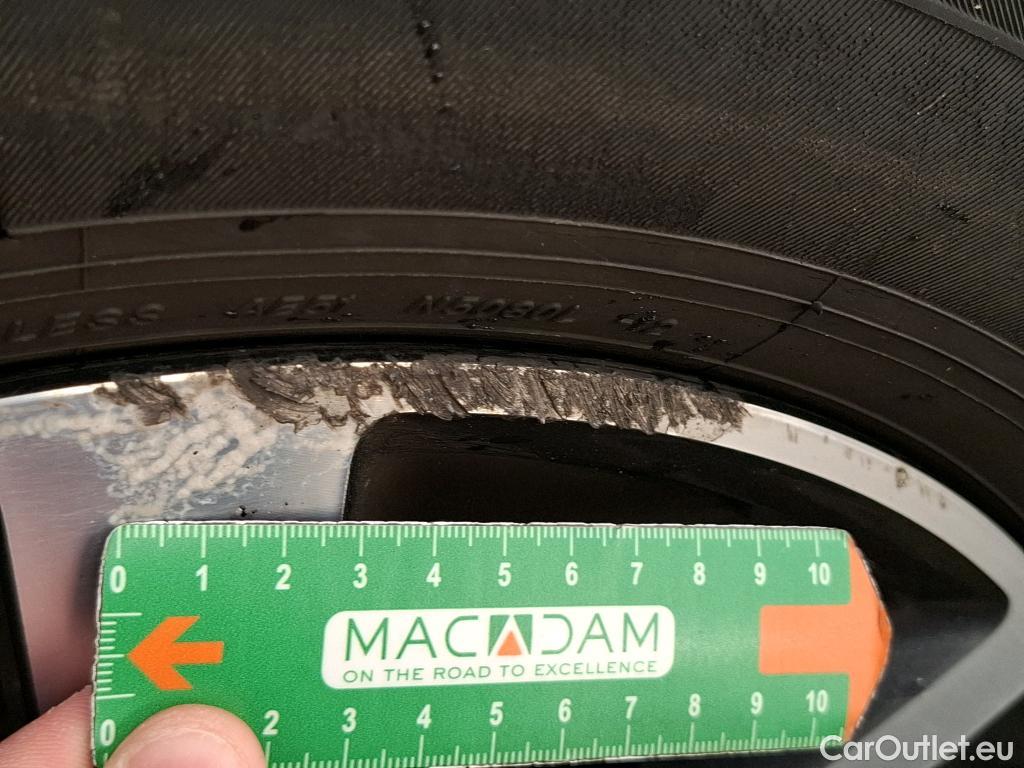 LESS
0 1 2 3 4 5 6 7 8 9 10
MACADAM
ON THE ROAD TO EXCELLENCE
0 2 3 4 5 6 7 8 9 10
CarOutlet.eu